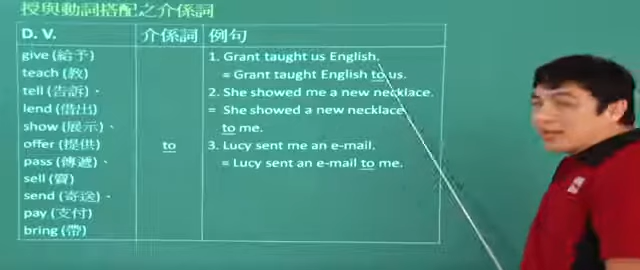 授與動詞搭配之介係詞
D. V. 介係詞 例句
give (給予)
teach (教)
tell (告訴)、
lend (借出)
show (展示)、
offer (提供)
pass (傳遞)、
sell (賣)
send (寄送)、
pay (支付)
bring (帶)
to
1. Grant taught us English.
= Grant taught English to us.
2. She showed me a new necklace.
= She showed a new necklace
to me.
3. Lucy sent me an e-mail.
= Lucy sent an e-mail to me.